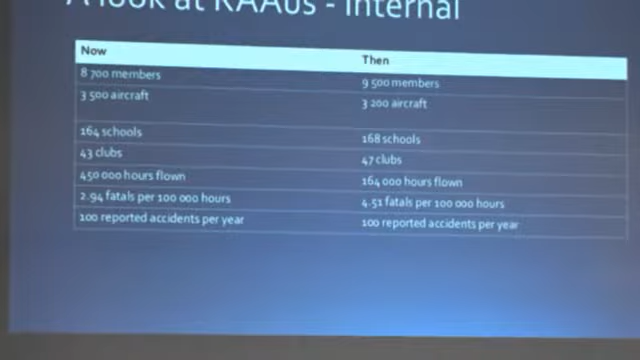 A look at RAAus - Internal
Now Then
8 700 members 9 500 members
3 500 aircraft 3 200 aircraft
164 schools 168 schools
43 clubs 47 clubs
450 000 hours flown 164 000 hours flown
2.94 fatals per 100 000 hours 4.51 fatals per 100 000 hours
100 reported accidents per year 100 reported accidents per year